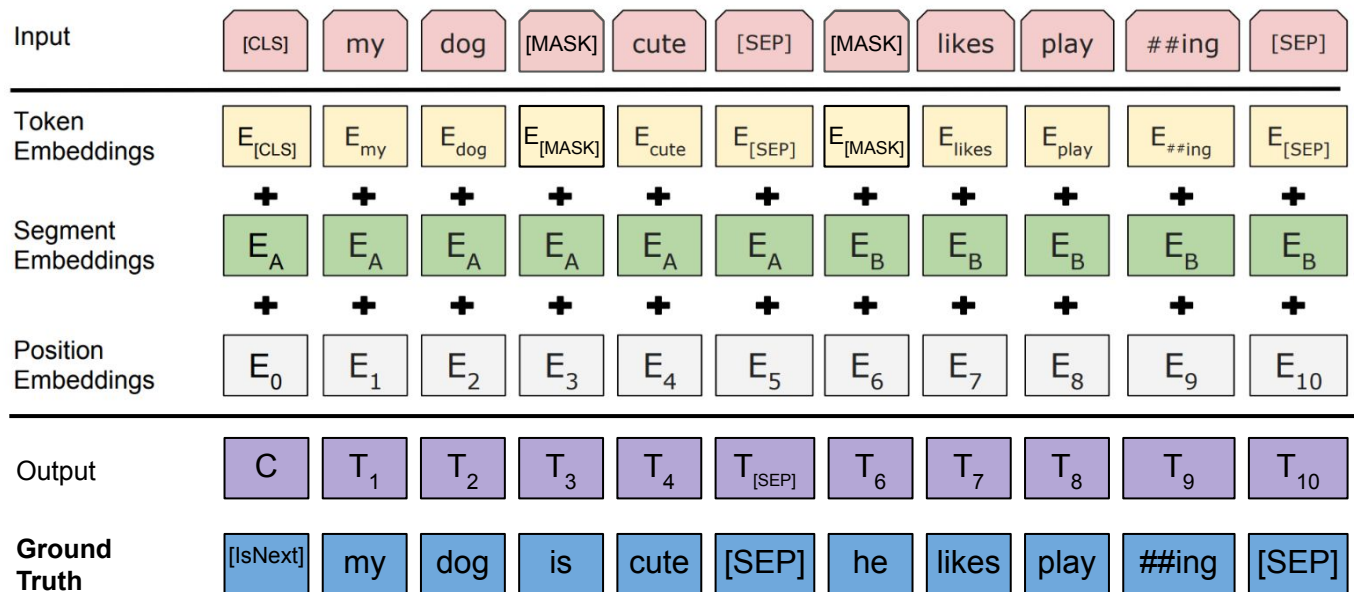 Input [CLS] my dog [MASK] cute [SEP] [MASK] likes play ##ing [SEP]
Token
Embeddings
E[CLS] Emy Edog E[MASK] Ecute E[SEP] E[MASK] Elikes Eplay E##ing E[SEP]
+ + + + + + + + + + +
Segment
Embeddings
EA EA EA EA EA EA EB EB EB EB EB
+ + + + + + + + + + +
Position
Embeddings
E0 E1 E2 E3 E4 E5 E6 E7 E8 E9 E10
Output C T1 T2 T3 T4 T[SEP] T6 T7 T8 T9 T10
Ground
Truth
[IsNext] my dog is cute [SEP] he likes play ##ing [SEP]